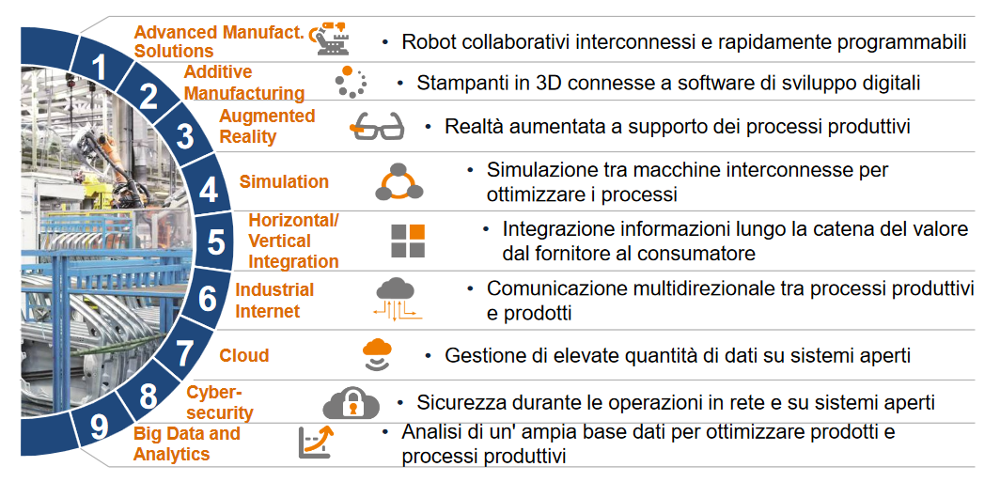 1
Advanced Manufact.
Solutions
• Robot collaborativi interconnessi e rapidamente programmabili
2
Additive
Manufacturing
• Stampanti in 3D connesse a software di sviluppo digitali
3
Augmented
Reality
• Realtà aumentata a supporto dei processi produttivi
4
Simulation
• Simulazione tra macchine interconnesse per
ottimizzare i processi
5
Horizontal/
Vertical
Integration
• Integrazione informazioni lungo la catena del valore
dal fornitore al consumatore
6
Industrial
Internet
• Comunicazione multidirezionale tra processi produttivi
e prodotti
7
Cloud
• Gestione di elevate quantità di dati su sistemi aperti
8
Cyber-
security
• Sicurezza durante le operazioni in rete e su sistemi aperti
9
Big Data and
Analytics
• Analisi di un' ampia base dati per ottimizzare prodotti e
processi produttivi